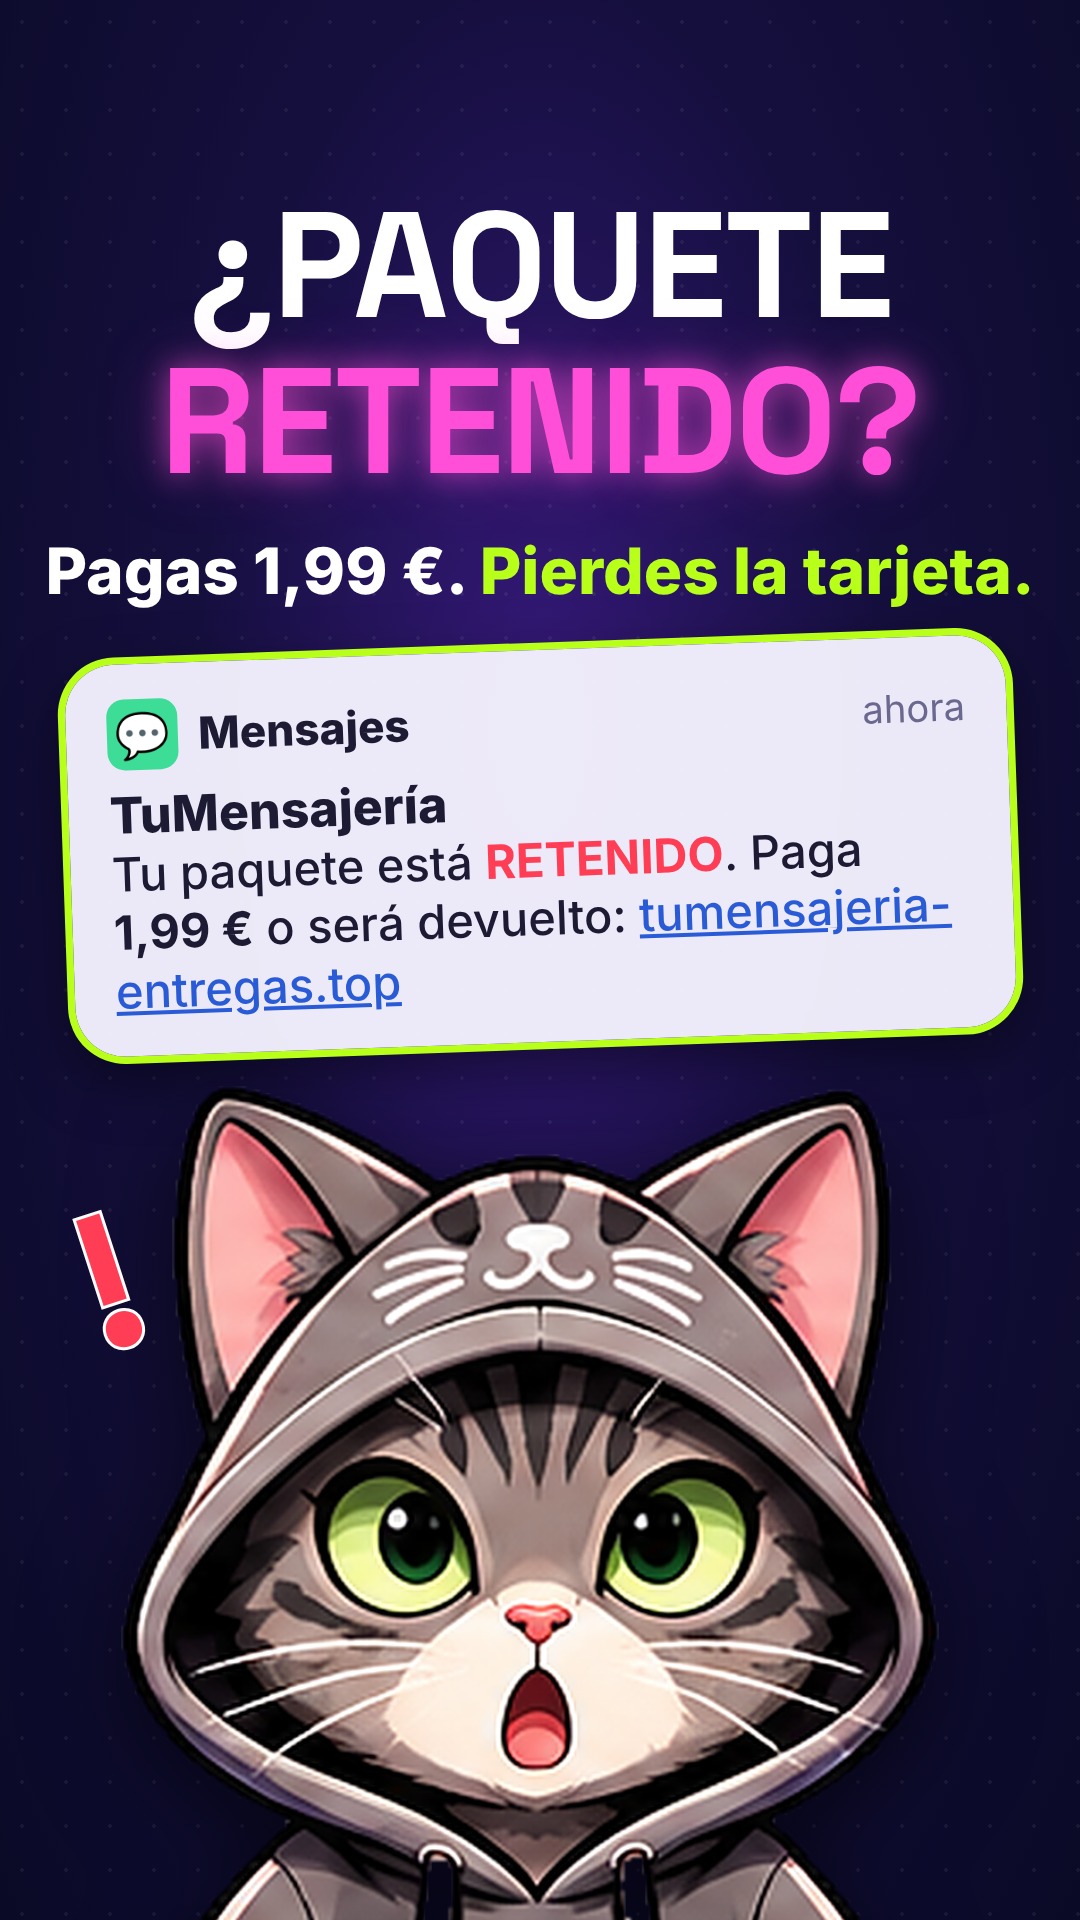 ¿PAQUETE
RETENIDO?
Pagas 1,99 €. Pierdes la tarjeta.
Mensajes
ahora
TuMensajería
Tu paquete está RETENIDO. Paga
1,99 € o será devuelto: tumensajeria-
entregas.top
!